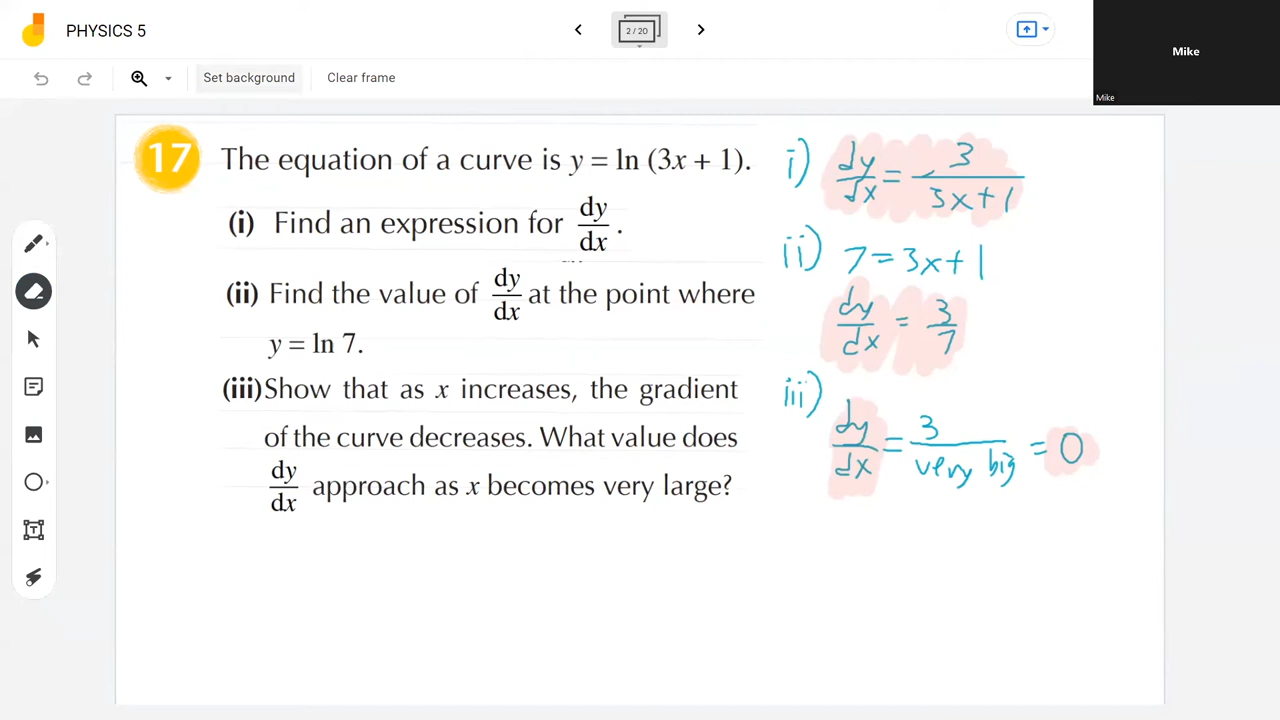 PHYSICS 5
2 / 20
Mike
Mike
Set background
Clear frame
17
The equation of a curve is y = ln (3x + 1).
(i) Find an expression for dy/dx.
(ii) Find the value of dy/dx at the point where
y = ln 7.
(iii) Show that as x increases, the gradient
of the curve decreases. What value does
dy/dx approach as x becomes very large?
i) dy/dx = 3/(3x+1)
ii) 7 = 3x + 1
dy/dx = 3/7
iii) dy/dx = 3/very big = 0